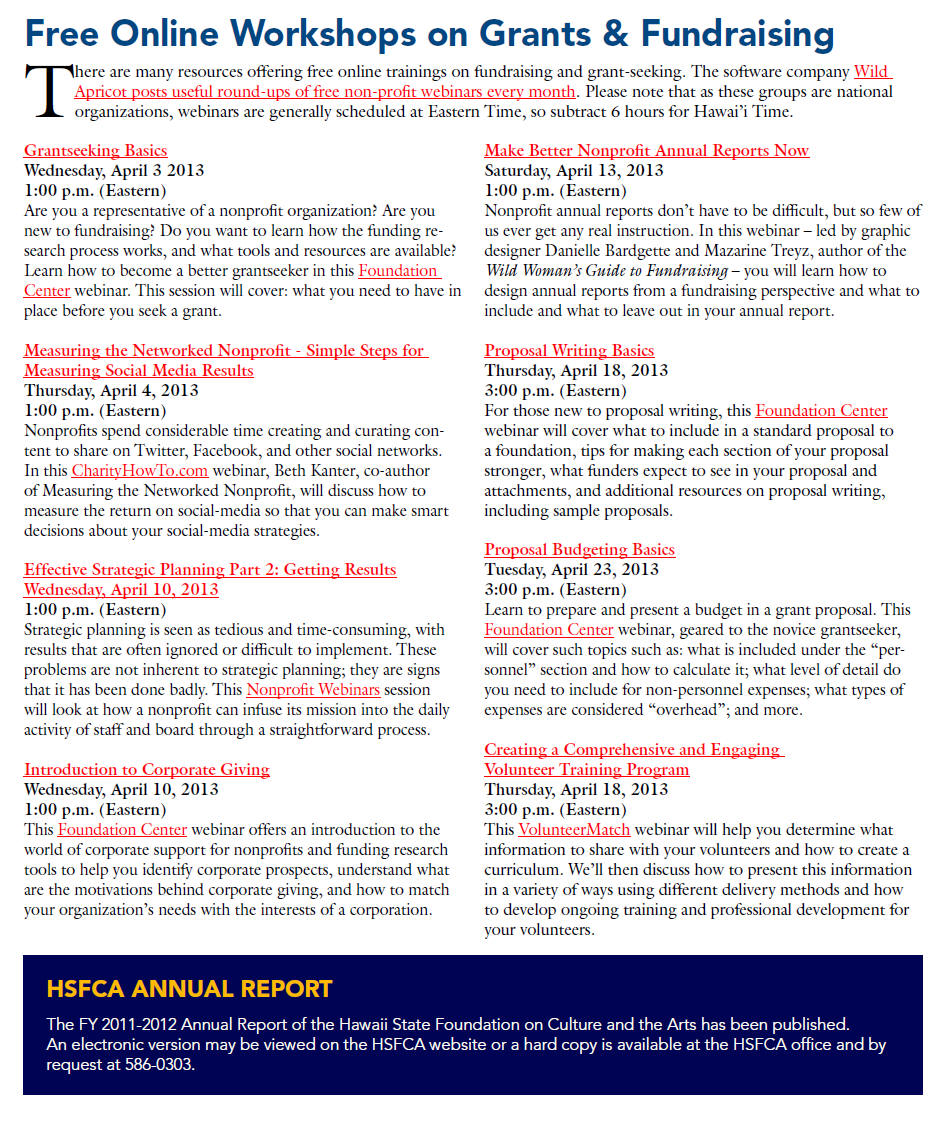 Free Online Workshops on Grants & Fundraising
There are many resources offering free online trainings on fundraising and grant-seeking. The software company Wild
Apricot posts useful round-ups of free non-profit webinars every month. Please note that as these groups are national
organizations, webinars are generally scheduled at Eastern Time, so subtract 6 hours for Hawai’i Time.
Grantseeking Basics
Wednesday, April 3 2013
1:00 p.m. (Eastern)
Are you a representative of a nonprofit organization? Are you
new to fundraising? Do you want to learn how the funding re-
search process works, and what tools and resources are available?
Learn how to become a better grantseeker in this Foundation
Center webinar. This session will cover: what you need to have in
place before you seek a grant.
Measuring the Networked Nonprofit - Simple Steps for
Measuring Social Media Results
Thursday, April 4, 2013
1:00 p.m. (Eastern)
Nonprofits spend considerable time creating and curating con-
tent to share on Twitter, Facebook, and other social networks.
In this CharityHowTo.com webinar, Beth Kanter, co-author
of Measuring the Networked Nonprofit, will discuss how to
measure the return on social-media so that you can make smart
decisions about your social-media strategies.
Effective Strategic Planning Part 2: Getting Results
Wednesday, April 10, 2013
1:00 p.m. (Eastern)
Strategic planning is seen as tedious and time-consuming, with
results that are often ignored or difficult to implement. These
problems are not inherent to strategic planning; they are signs
that it has been done badly. This Nonprofit Webinars session
will look at how a nonprofit can infuse its mission into the daily
activity of staff and board through a straightforward process.
Introduction to Corporate Giving
Wednesday, April 10, 2013
1:00 p.m. (Eastern)
This Foundation Center webinar offers an introduction to the
world of corporate support for nonprofits and funding research
tools to help you identify corporate prospects, understand what
are the motivations behind corporate giving, and how to match
your organization’s needs with the interests of a corporation.
Make Better Nonprofit Annual Reports Now
Saturday, April 13, 2013
1:00 p.m. (Eastern)
Nonprofit annual reports don’t have to be difficult, but so few of
us ever get any real instruction. In this webinar – led by graphic
designer Danielle Bardgette and Mazarine Treyz, author of the
Wild Woman’s Guide to Fundraising – you will learn how to
design annual reports from a fundraising perspective and what to
include and what to leave out in your annual report.
Proposal Writing Basics
Thursday, April 18, 2013
3:00 p.m. (Eastern)
For those new to proposal writing, this Foundation Center
webinar will cover what to include in a standard proposal to
a foundation, tips for making each section of your proposal
stronger, what funders expect to see in your proposal and
attachments, and additional resources on proposal writing,
including sample proposals.
Proposal Budgeting Basics
Tuesday, April 23, 2013
3:00 p.m. (Eastern)
Learn to prepare and present a budget in a grant proposal. This
Foundation Center webinar, geared to the novice grantseeker,
will cover such topics such as: what is included under the “per-
sonnel” section and how to calculate it; what level of detail do
you need to include for non-personnel expenses; what types of
expenses are considered “overhead”; and more.
Creating a Comprehensive and Engaging
Volunteer Training Program
Thursday, April 18, 2013
3:00 p.m. (Eastern)
This VolunteerMatch webinar will help you determine what
information to share with your volunteers and how to create a
curriculum. We’ll then discuss how to present this information
in a variety of ways using different delivery methods and how
to develop ongoing training and professional development for
your volunteers.
HSFCA ANNUAL REPORT
The FY 2011-2012 Annual Report of the Hawaii State Foundation on Culture and the Arts has been published.
An electronic version may be viewed on the HSFCA website or a hard copy is available at the HSFCA office and by
request at 586-0303.